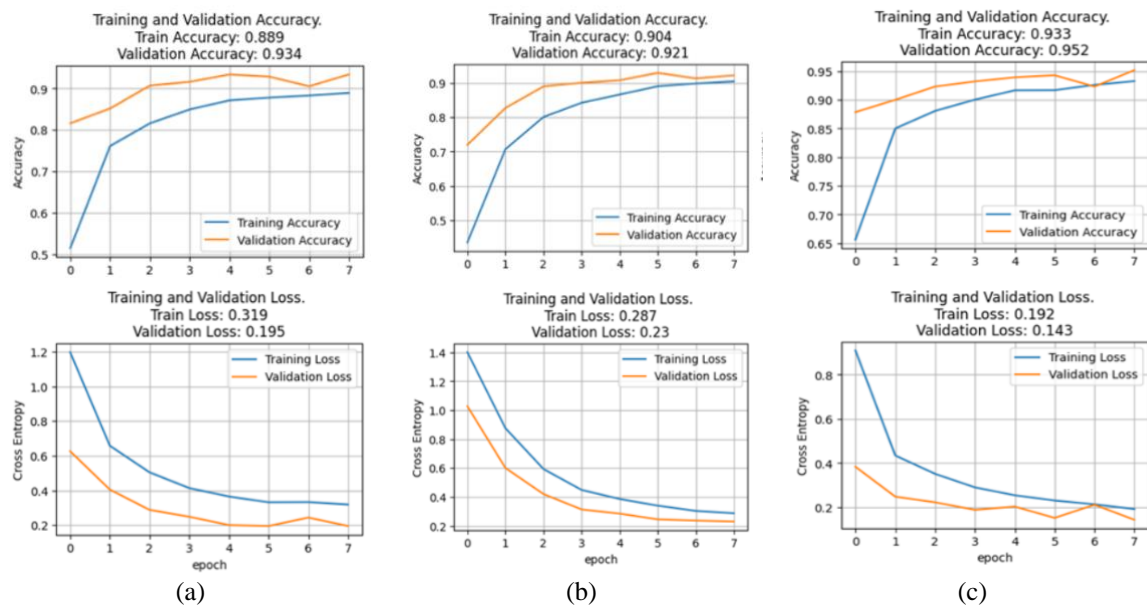 Training and Validation Accuracy.
Train Accuracy: 0.889
Validation Accuracy: 0.934
Accuracy
0.9
0.8
0.7
0.6
0.5
Training Accuracy
Validation Accuracy
0 1 2 3 4 5 6 7
Training and Validation Loss.
Train Loss: 0.319
Validation Loss: 0.195
Cross Entropy
1.2
1.0
0.8
0.6
0.4
0.2
Training Loss
Validation Loss
0 1 2 3 4 5 6 7
epoch
(a)
Training and Validation Accuracy.
Train Accuracy: 0.904
Validation Accuracy: 0.921
Accuracy
0.9
0.8
0.7
0.6
0.5
Training Accuracy
Validation Accuracy
0 1 2 3 4 5 6 7
Training and Validation Loss.
Train Loss: 0.287
Validation Loss: 0.23
Cross Entropy
1.4
1.2
1.0
0.8
0.6
0.4
0.2
Training Loss
Validation Loss
0 1 2 3 4 5 6 7
epoch
(b)
Training and Validation Accuracy.
Train Accuracy: 0.933
Validation Accuracy: 0.952
Accuracy
0.95
0.90
0.85
0.80
0.75
0.70
0.65
Training Accuracy
Validation Accuracy
0 1 2 3 4 5 6 7
Training and Validation Loss.
Train Loss: 0.192
Validation Loss: 0.143
Cross Entropy
0.8
0.6
0.4
0.2
Training Loss
Validation Loss
0 1 2 3 4 5 6 7
epoch
(c)